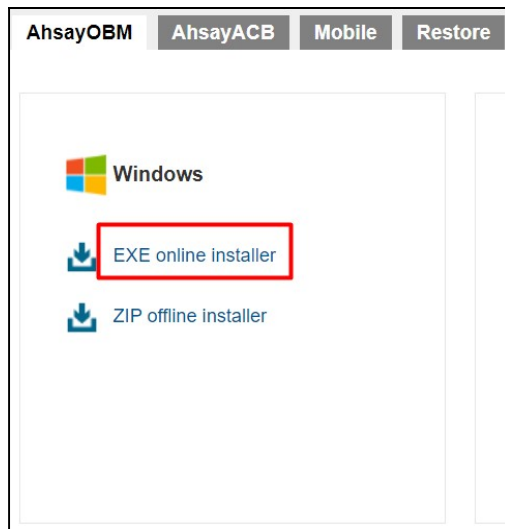 AhsayOBM AhsayACB Mobile Restore
Windows
EXE online installer
ZIP offline installer